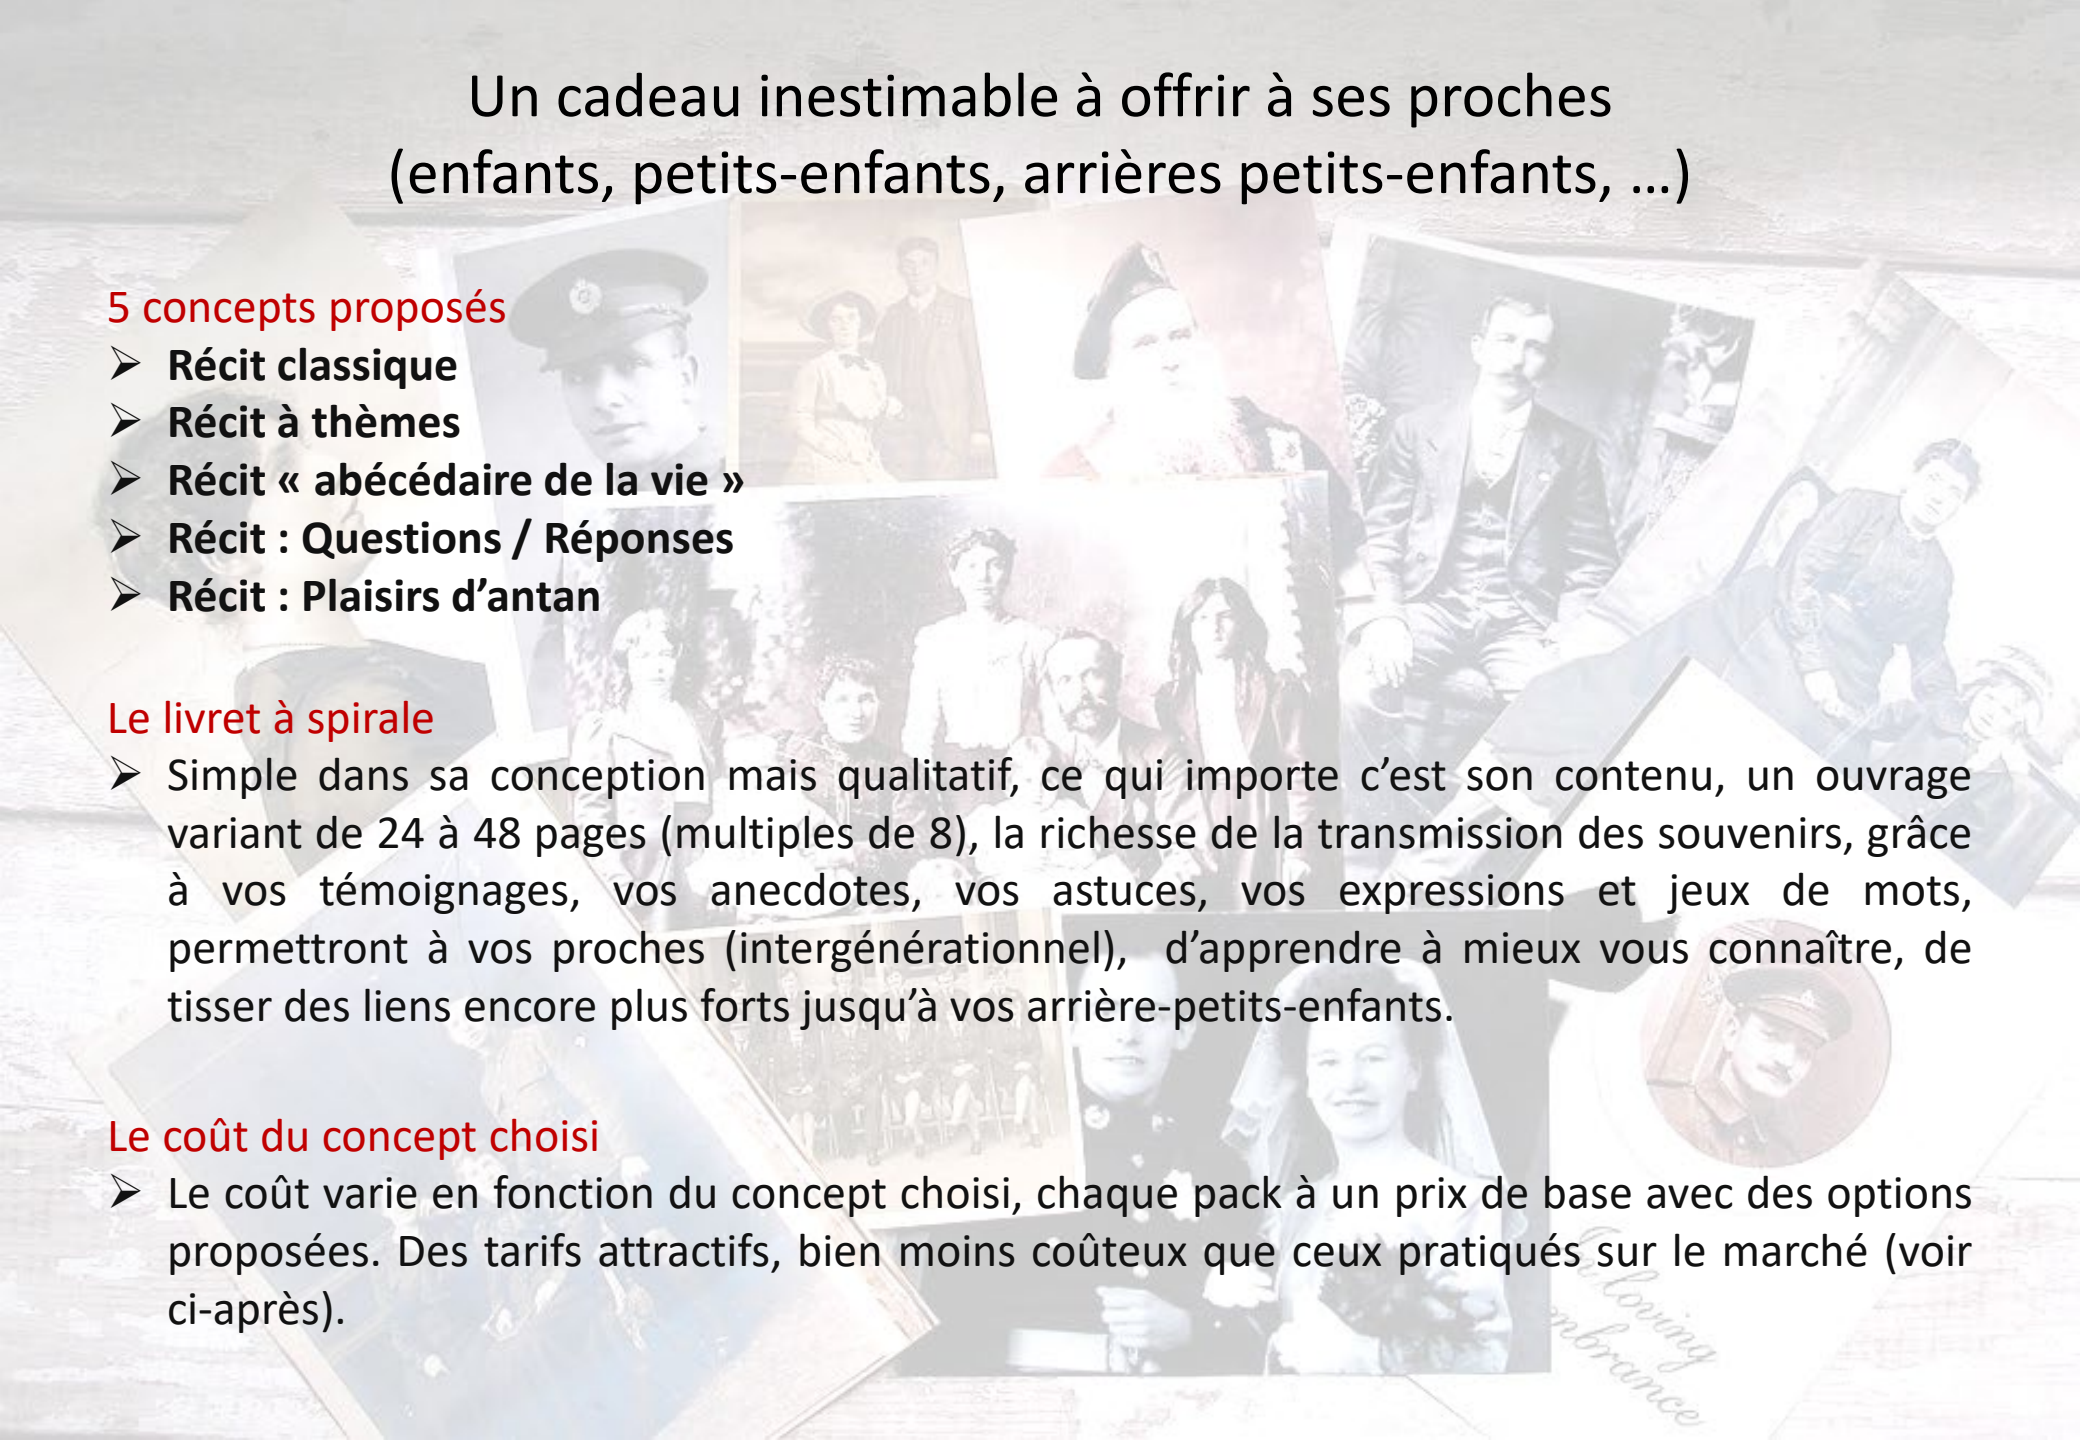 Un cadeau inestimable à offrir à ses proches
(enfants, petits-enfants, arrières petits-enfants, …)
5 concepts proposés
➢ Récit classique
➢ Récit à thèmes
➢ Récit « abécédaire de la vie »
➢ Récit : Questions / Réponses
➢ Récit : Plaisirs d’antan
Le livret à spirale
➢ Simple dans sa conception mais qualitatif, ce qui importe c’est son contenu, un ouvrage
variant de 24 à 48 pages (multiples de 8), la richesse de la transmission des souvenirs, grâce
à vos témoignages, vos anecdotes, vos astuces, vos expressions et jeux de mots,
permettront à vos proches (intergénérationnel), d’apprendre à mieux vous connaître, de
tisser des liens encore plus forts jusqu’à vos arrière-petits-enfants.
Le coût du concept choisi
➢ Le coût varie en fonction du concept choisi, chaque pack à un prix de base avec des options
proposées. Des tarifs attractifs, bien moins coûteux que ceux pratiqués sur le marché (voir
ci-après).
loving
mbrance